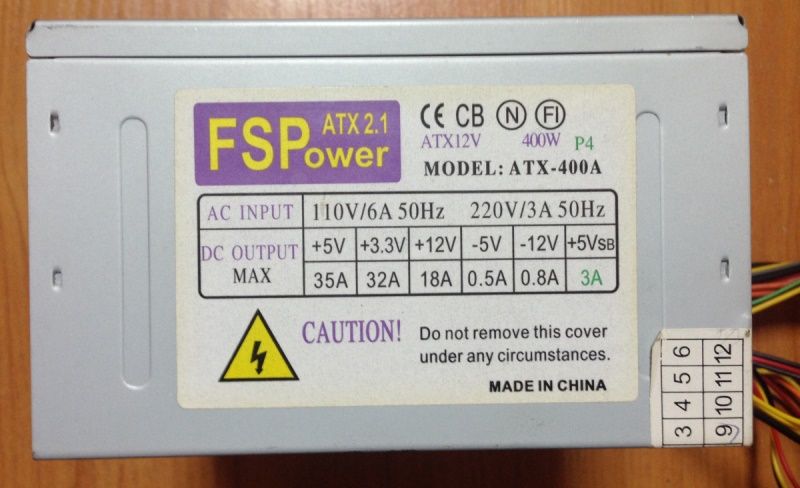 FSPower ATX 2.1
CE CB N FI
ATX12V 400W P4
MODEL: ATX-400A
AC INPUT 110V/6A 50Hz 220V/3A 50Hz
DC OUTPUT MAX
+5V +3.3V +12V -5V -12V +5VSB
35A 32A 18A 0.5A 0.8A 3A
CAUTION!
Do not remove this cover
under any circumstances.
MADE IN CHINA
3 4 5 6
9 10 11 12